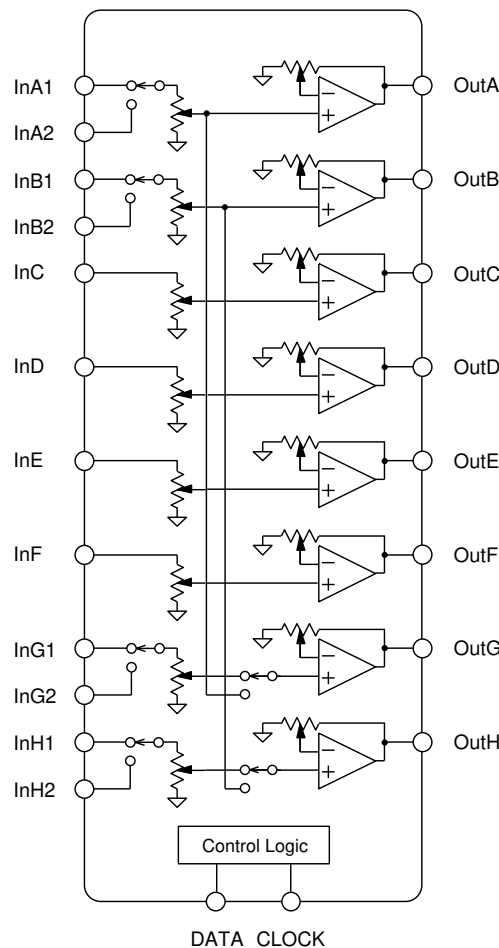 InA1
OutA
InA2
InB1
OutB
InB2
InC
OutC
InD
OutD
InE
OutE
InF
OutF
InG1
OutG
InG2
InH1
OutH
InH2
− +
− +
− +
− +
− +
− +
− +
− +
Control Logic
DATA CLOCK